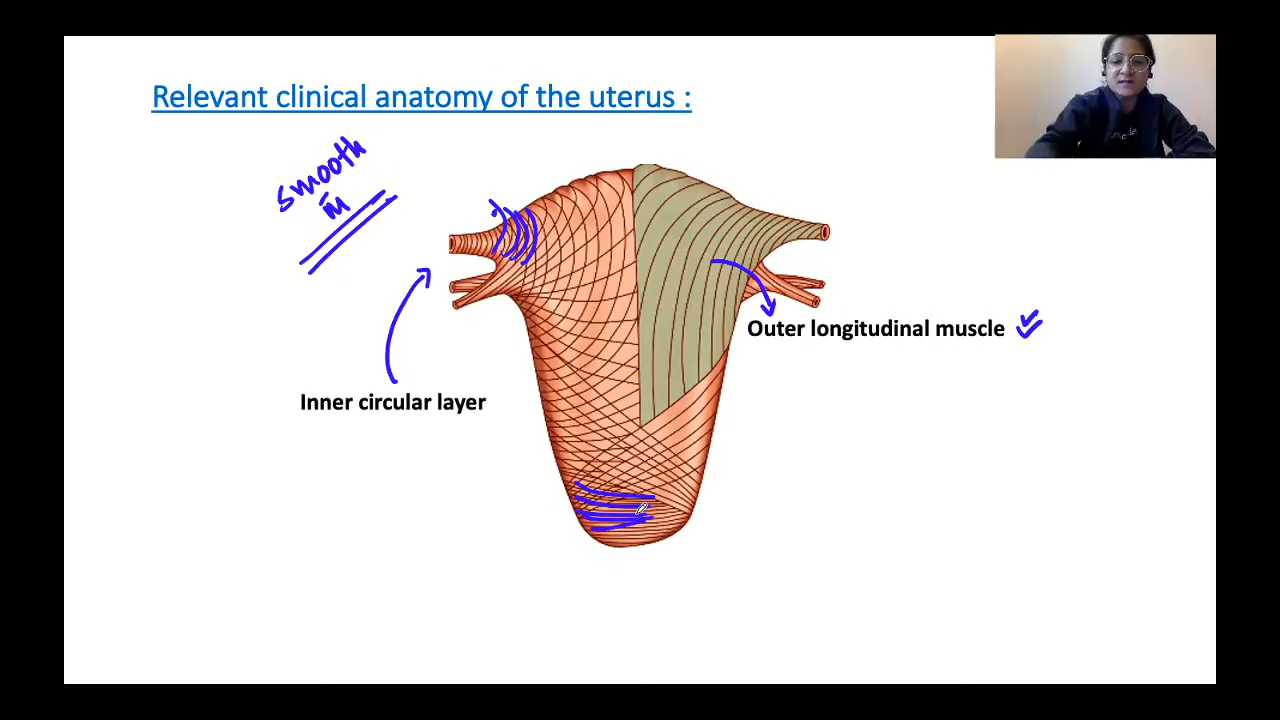 Relevant clinical anatomy of the uterus :
smooth
m
Outer longitudinal muscle
Inner circular layer